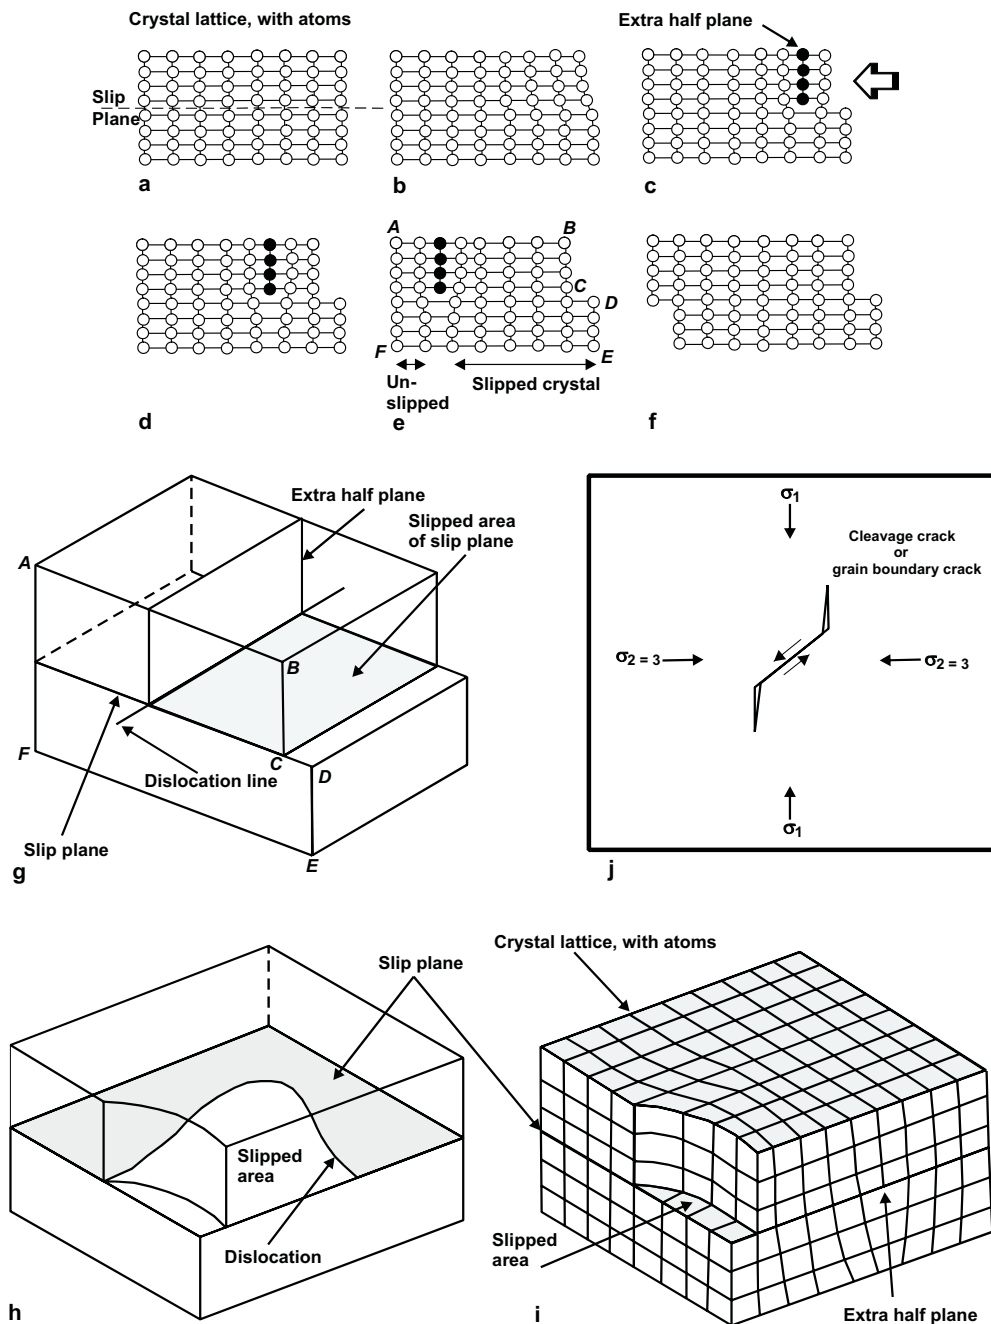 Crystal lattice, with atoms
Extra half plane
Slip
Plane
a
b
c
A
B
C
D
F
E
Un-
slipped
Slipped crystal
d
e
f
Extra half plane
Slipped area
of slip plane
A
B
F
C
D
Dislocation line
Slip plane
E
g
σ1
Cleavage crack
or
grain boundary crack
σ2 = 3
σ2 = 3
σ1
j
Slip plane
Slipped
area
Dislocation
h
Crystal lattice, with atoms
Slipped
area
Extra half plane
i